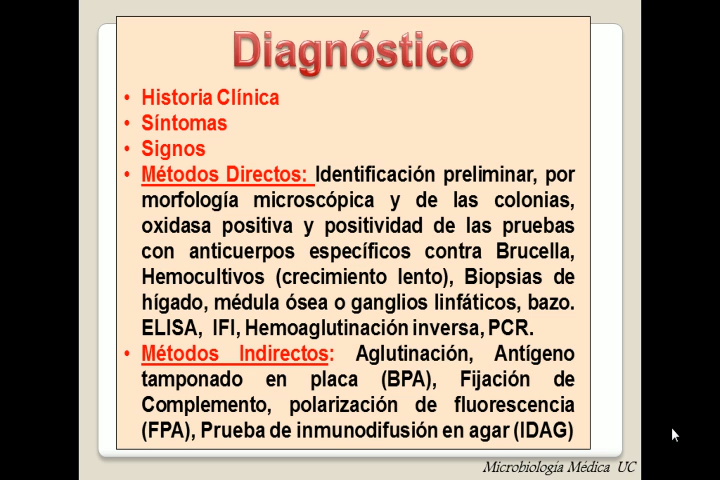 Diagnóstico
• Historia Clínica
• Síntomas
• Signos
• Métodos Directos: Identificación preliminar, por
morfología microscópica y de las colonias,
oxidasa positiva y positividad de las pruebas
con anticuerpos específicos contra Brucella,
Hemocultivos (crecimiento lento), Biopsias de
hígado, médula ósea o ganglios linfáticos, bazo.
ELISA, IFI, Hemoaglutinación inversa, PCR.
• Métodos Indirectos: Aglutinación, Antígeno
tamponado en placa (BPA), Fijación de
Complemento, polarización de fluorescencia
(FPA), Prueba de inmunodifusión en agar (IDAG)
Microbiologia Médica UC